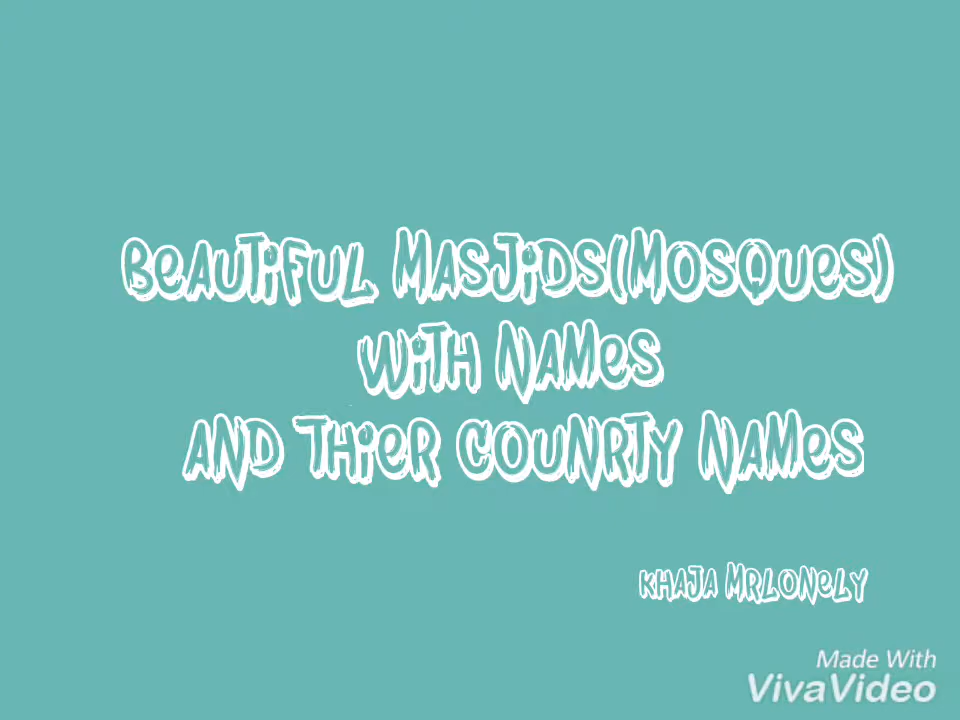 Beautiful Masjids(Mosques)
With Names
And Thier Counrty Names
Khaja Mrlonely
Made With
VivaVideo